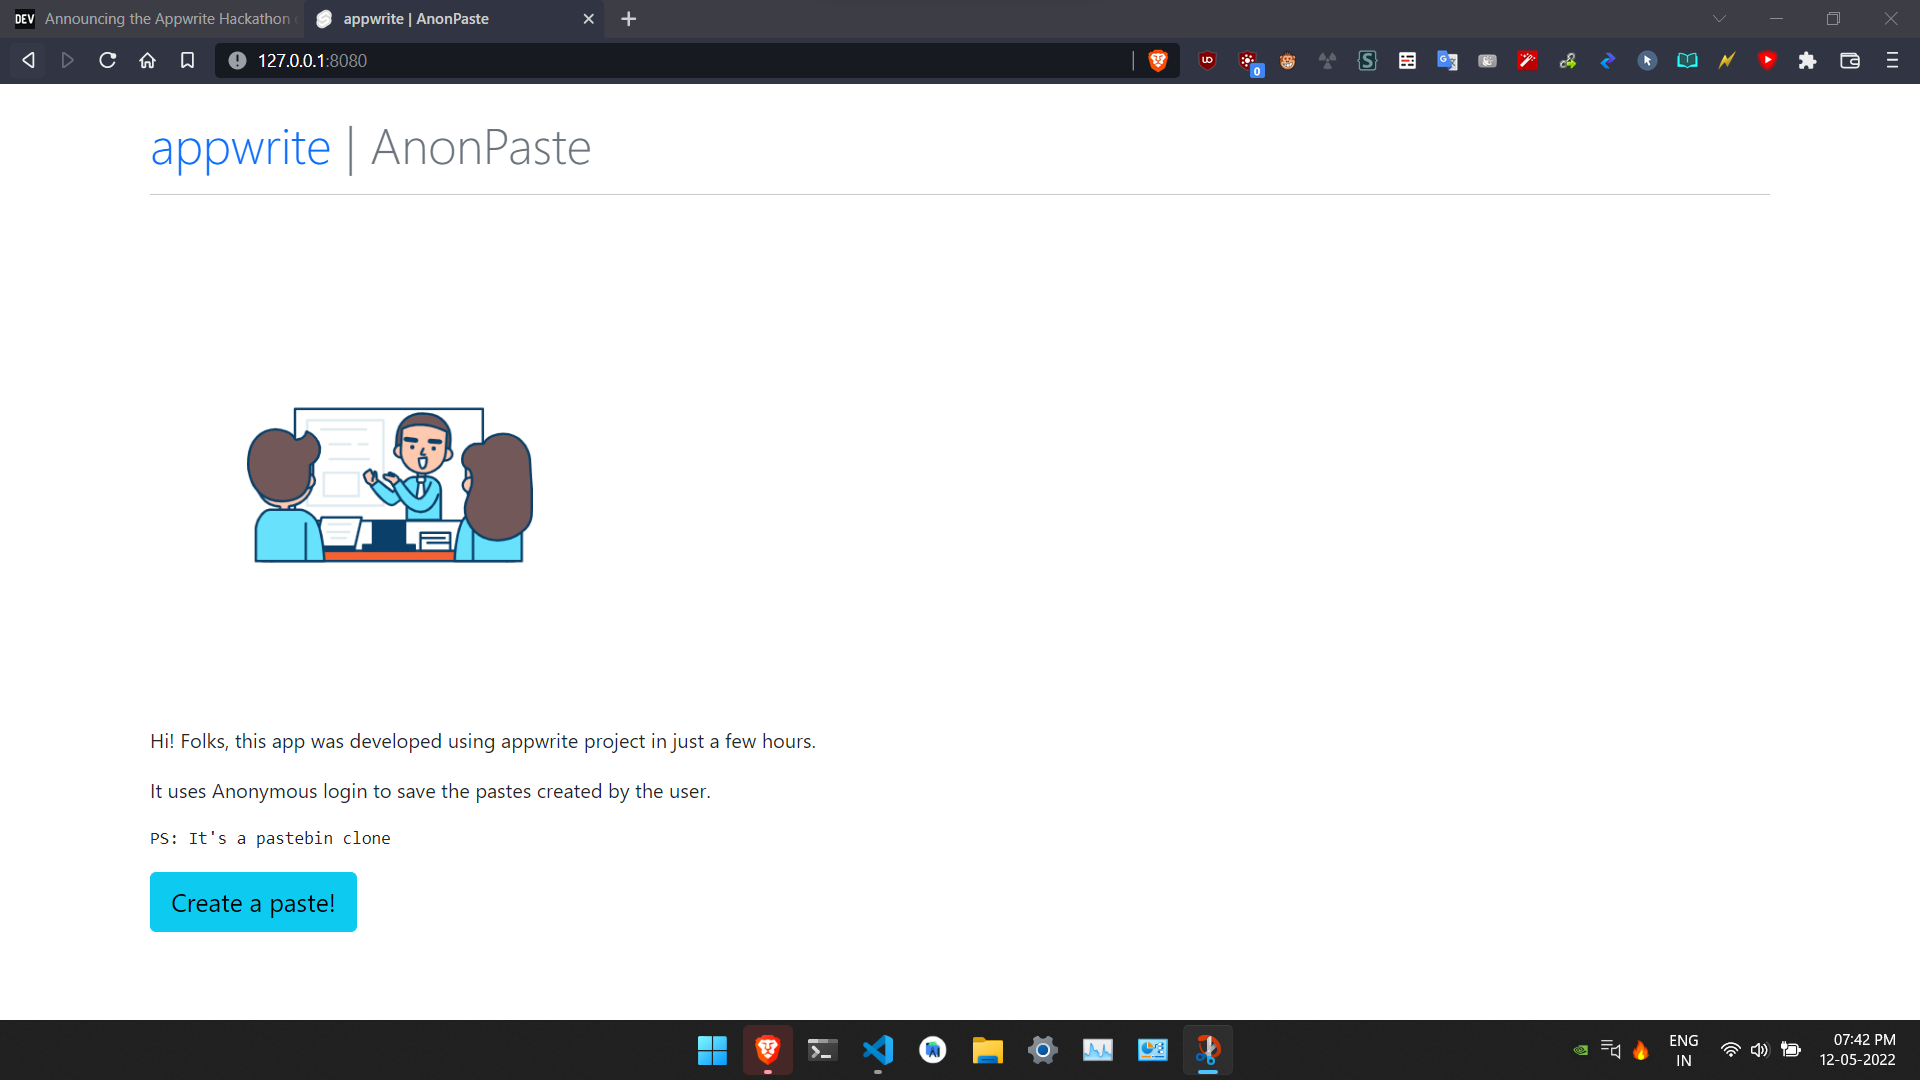 DEV Announcing the Appwrite Hackathon
appwrite | AnonPaste
127.0.0.1:8080
0
appwrite | AnonPaste
Hi! Folks, this app was developed using appwrite project in just a few hours.
It uses Anonymous login to save the pastes created by the user.
PS: It's a pastebin clone
Create a paste!
ENG
IN
07:42 PM
12-05-2022